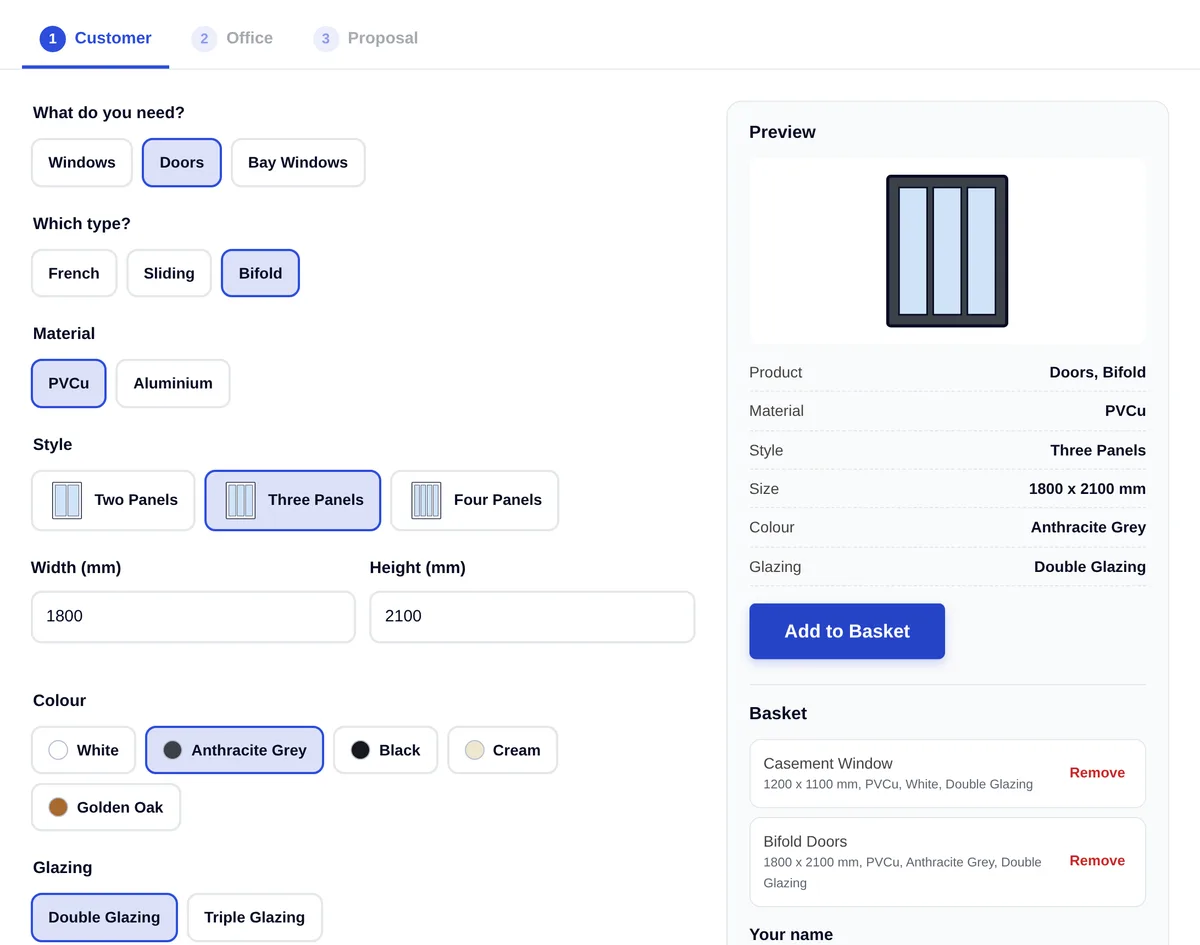 1 Customer 2 Office 3 Proposal
What do you need?
Windows Doors Bay Windows
Which type?
French Sliding Bifold
Material
PVCu Aluminium
Style
Two Panels Three Panels Four Panels
Width (mm) Height (mm)
1800 2100
Colour
White Anthracite Grey Black Cream
Golden Oak
Glazing
Double Glazing Triple Glazing
Preview
Product Doors, Bifold
Material PVCu
Style Three Panels
Size 1800 x 2100 mm
Colour Anthracite Grey
Glazing Double Glazing
Add to Basket
Basket
Casement Window
1200 x 1100 mm, PVCu, White, Double Glazing
Remove
Bifold Doors
1800 x 2100 mm, PVCu, Anthracite Grey, Double
Glazing
Remove
Your name